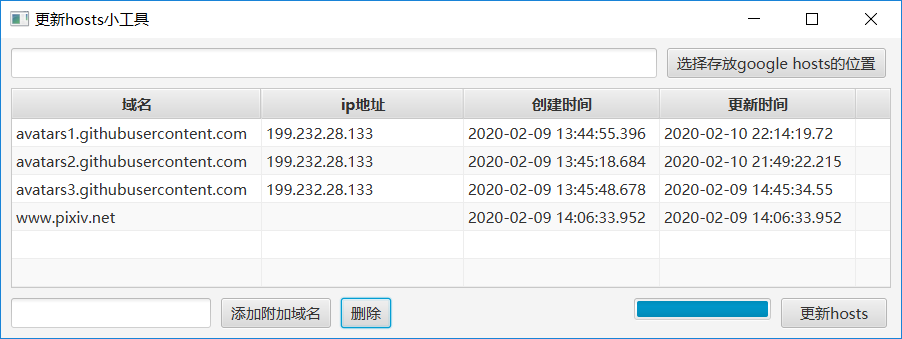 更新hosts小工具
选择存放google hosts的位置
域名 ip地址 创建时间 更新时间
avatars1.githubusercontent.com 199.232.28.133 2020-02-09 13:44:55.396 2020-02-10 22:14:19.72
avatars2.githubusercontent.com 199.232.28.133 2020-02-09 13:45:18.684 2020-02-10 21:49:22.215
avatars3.githubusercontent.com 199.232.28.133 2020-02-09 13:45:48.678 2020-02-09 14:45:34.55
www.pixiv.net 2020-02-09 14:06:33.952 2020-02-09 14:06:33.952
添加附加域名 删除 更新hosts